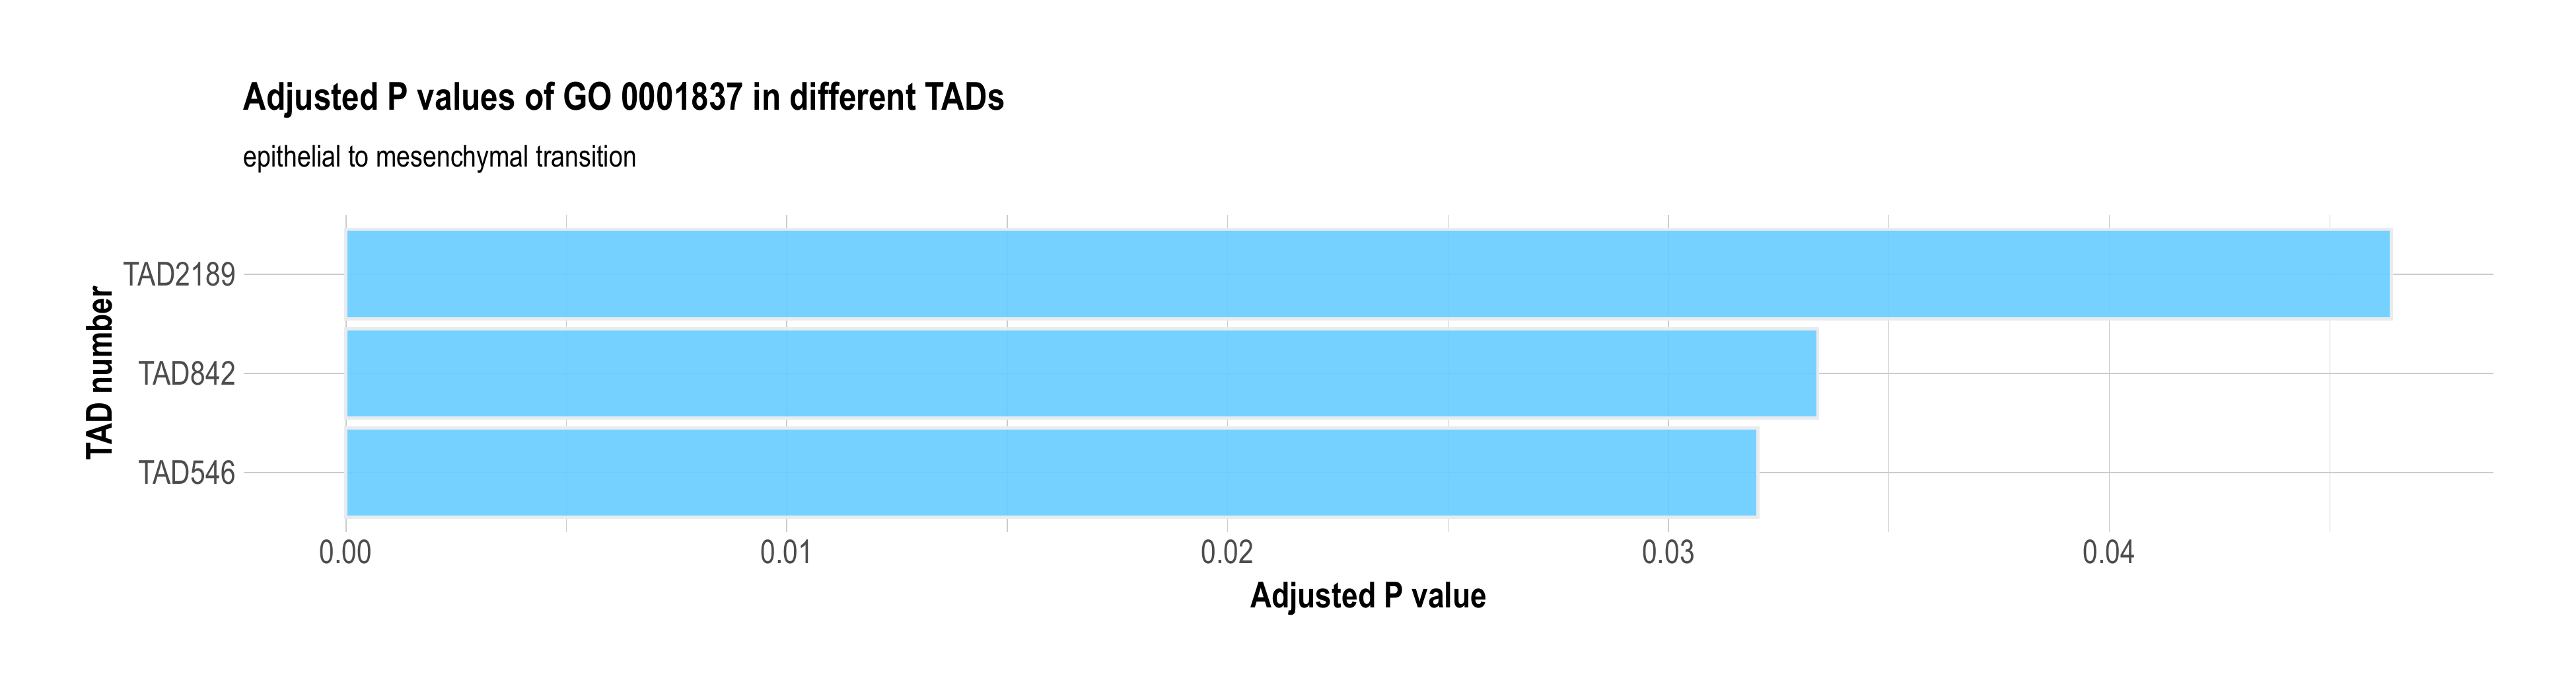 Adjusted P values of GO 0001837 in different TADs
epithelial to mesenchymal transition
TAD number
TAD2189
TAD842
TAD546
0.00 0.01 0.02 0.03 0.04
Adjusted P value